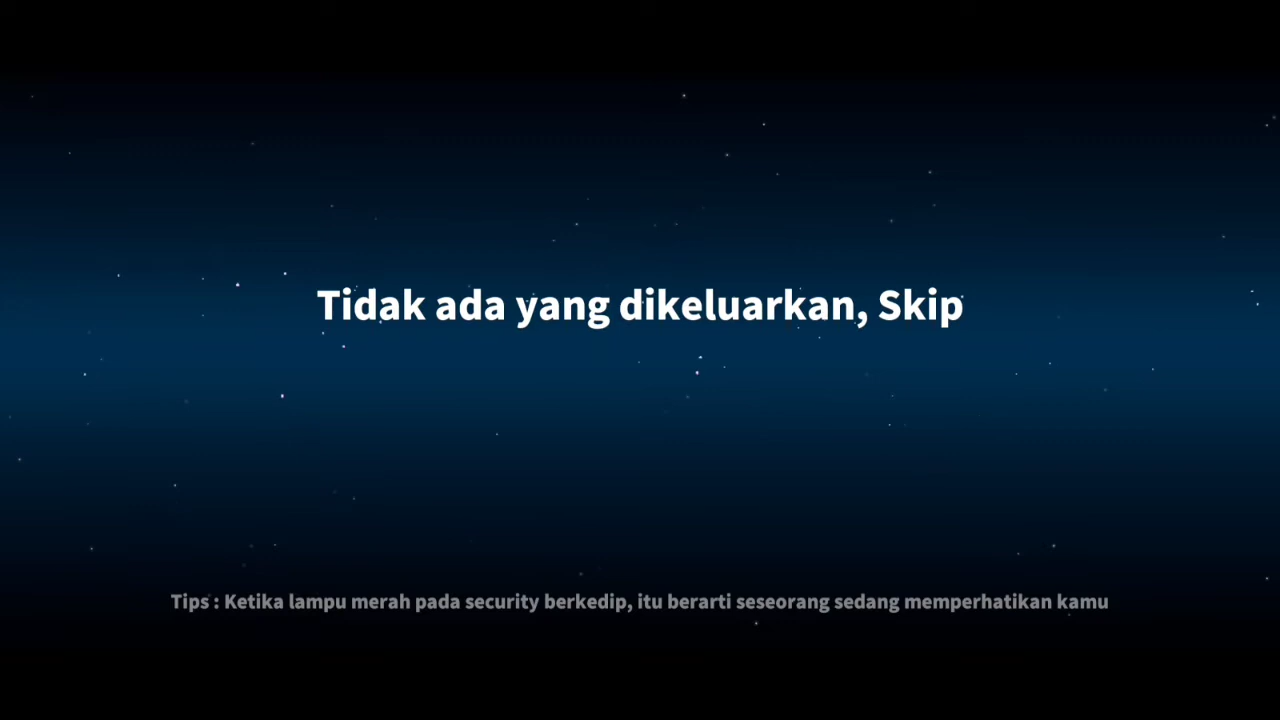 Tidak ada yang dikeluarkan, Skip
Tips : Ketika lampu merah pada security berkedip, itu berarti seseorang sedang memperhatikan kamu